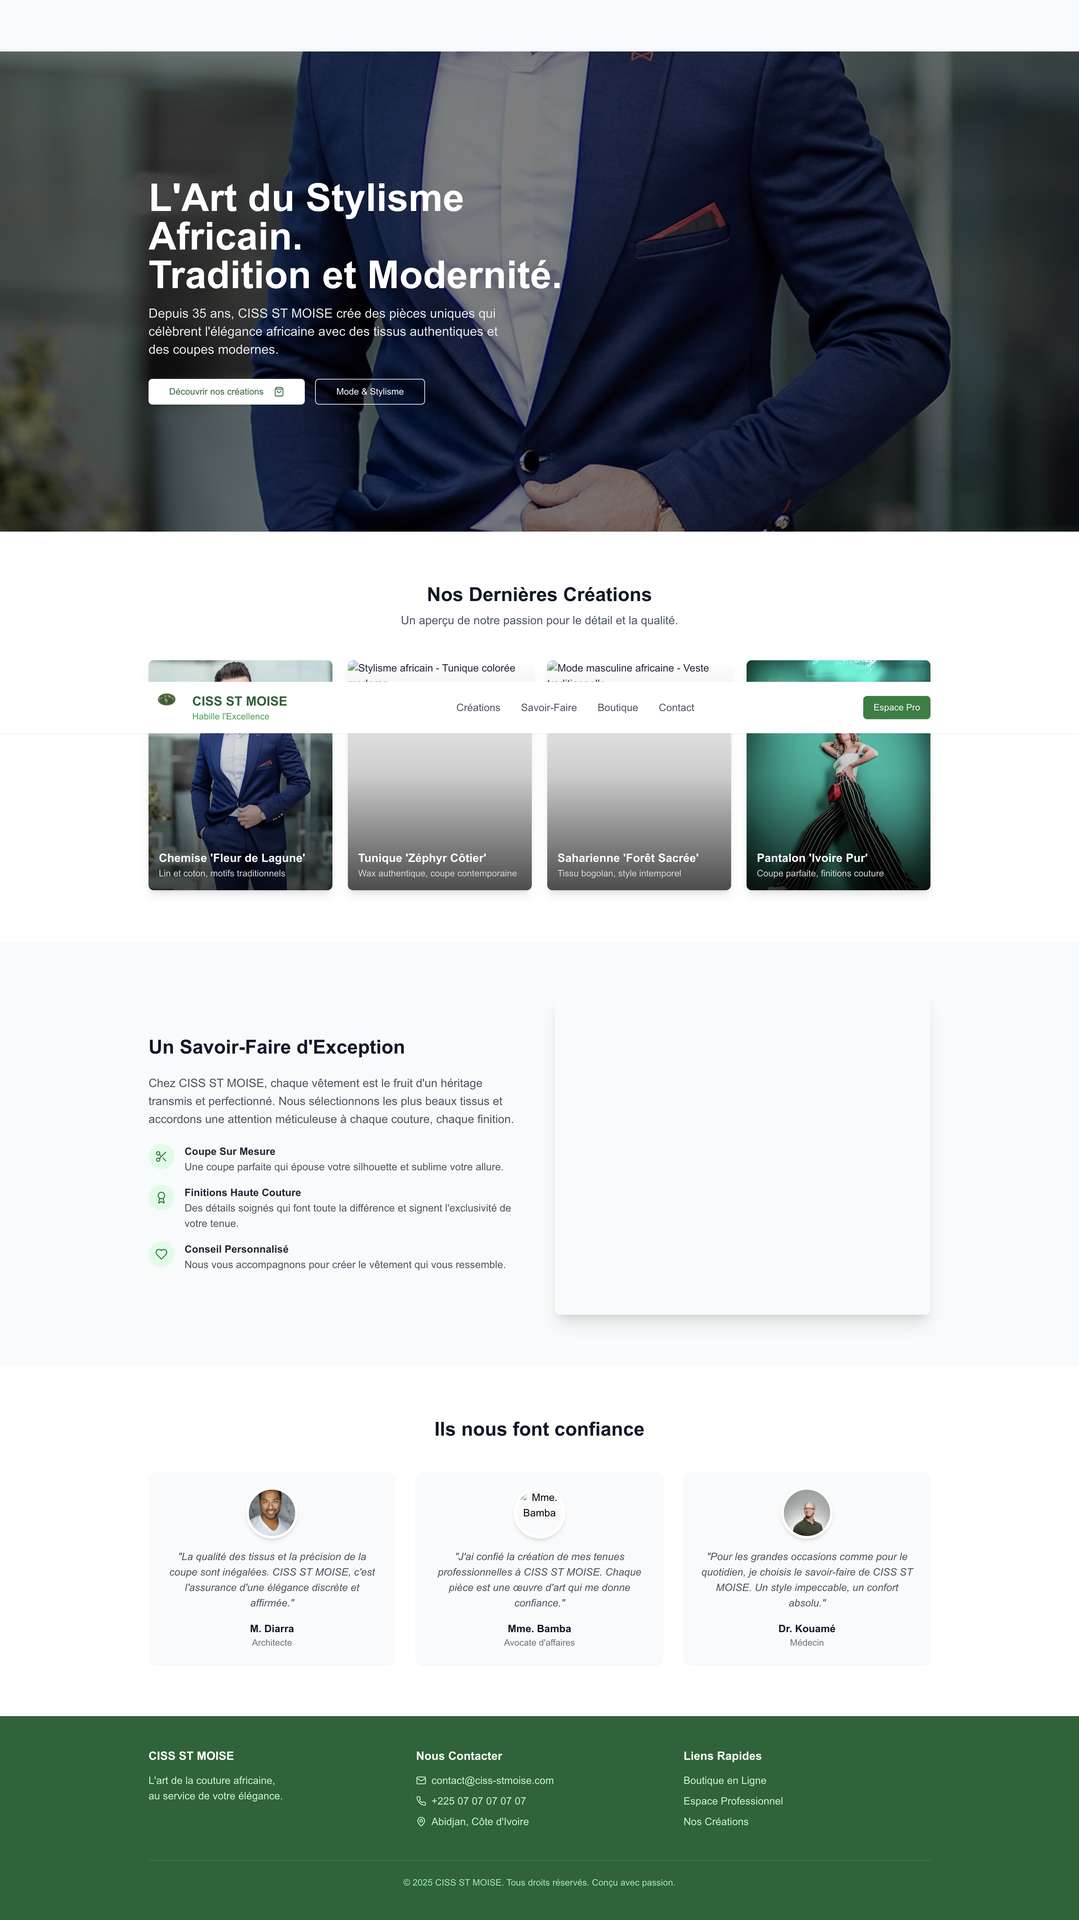 L'Art du Stylisme
Africain.
Tradition et Modernité.
Depuis 35 ans, CISS ST MOISE crée des pièces uniques qui
célèbrent l'élégance africaine avec des tissus authentiques et
des coupes modernes.
Découvrir nos créations
Mode & Stylisme
Nos Dernières Créations
Un aperçu de notre passion pour le détail et la qualité.
Stylisme africain - Tunique colorée
Mode masculine africaine - Veste
CISS ST MOISE
Habille l'Excellence
Créations
Savoir-Faire
Boutique
Contact
Espace Pro
Chemise 'Fleur de Lagune'
Lin et coton, motifs traditionnels
Tunique 'Zéphyr Côtier'
Wax authentique, coupe contemporaine
Saharienne 'Forêt Sacrée'
Tissu bogolan, style intemporel
Pantalon 'Ivoire Pur'
Coupe parfaite, finitions couture
Un Savoir-Faire d'Exception
Chez CISS ST MOISE, chaque vêtement est le fruit d'un héritage
transmis et perfectionné. Nous sélectionnons les plus beaux tissus et
accordons une attention méticuleuse à chaque couture, chaque finition.
Coupe Sur Mesure
Une coupe parfaite qui épouse votre silhouette et sublime votre allure.
Finitions Haute Couture
Des détails soignés qui font toute la différence et signent l'exclusivité de
votre tenue.
Conseil Personnalisé
Nous vous accompagnons pour créer le vêtement qui vous ressemble.
Ils nous font confiance
"La qualité des tissus et la précision de la
coupe sont inégalées. CISS ST MOISE, c'est
l'assurance d'une élégance discrète et
affirmée."
M. Diarra
Architecte
Mme.
Bamba
"J'ai confié la création de mes tenues
professionnelles à CISS ST MOISE. Chaque
pièce est une œuvre d'art qui me donne
confiance."
Mme. Bamba
Avocate d'affaires
"Pour les grandes occasions comme pour le
quotidien, je choisis le savoir-faire de CISS ST
MOISE. Un style impeccable, un confort
absolu."
Dr. Kouamé
Médecin
CISS ST MOISE
L'art de la couture africaine,
au service de votre élégance.
Nous Contacter
contact@ciss-stmoise.com
+225 07 07 07 07 07
Abidjan, Côte d'Ivoire
Liens Rapides
Boutique en Ligne
Espace Professionnel
Nos Créations
© 2025 CISS ST MOISE. Tous droits réservés. Conçu avec passion.